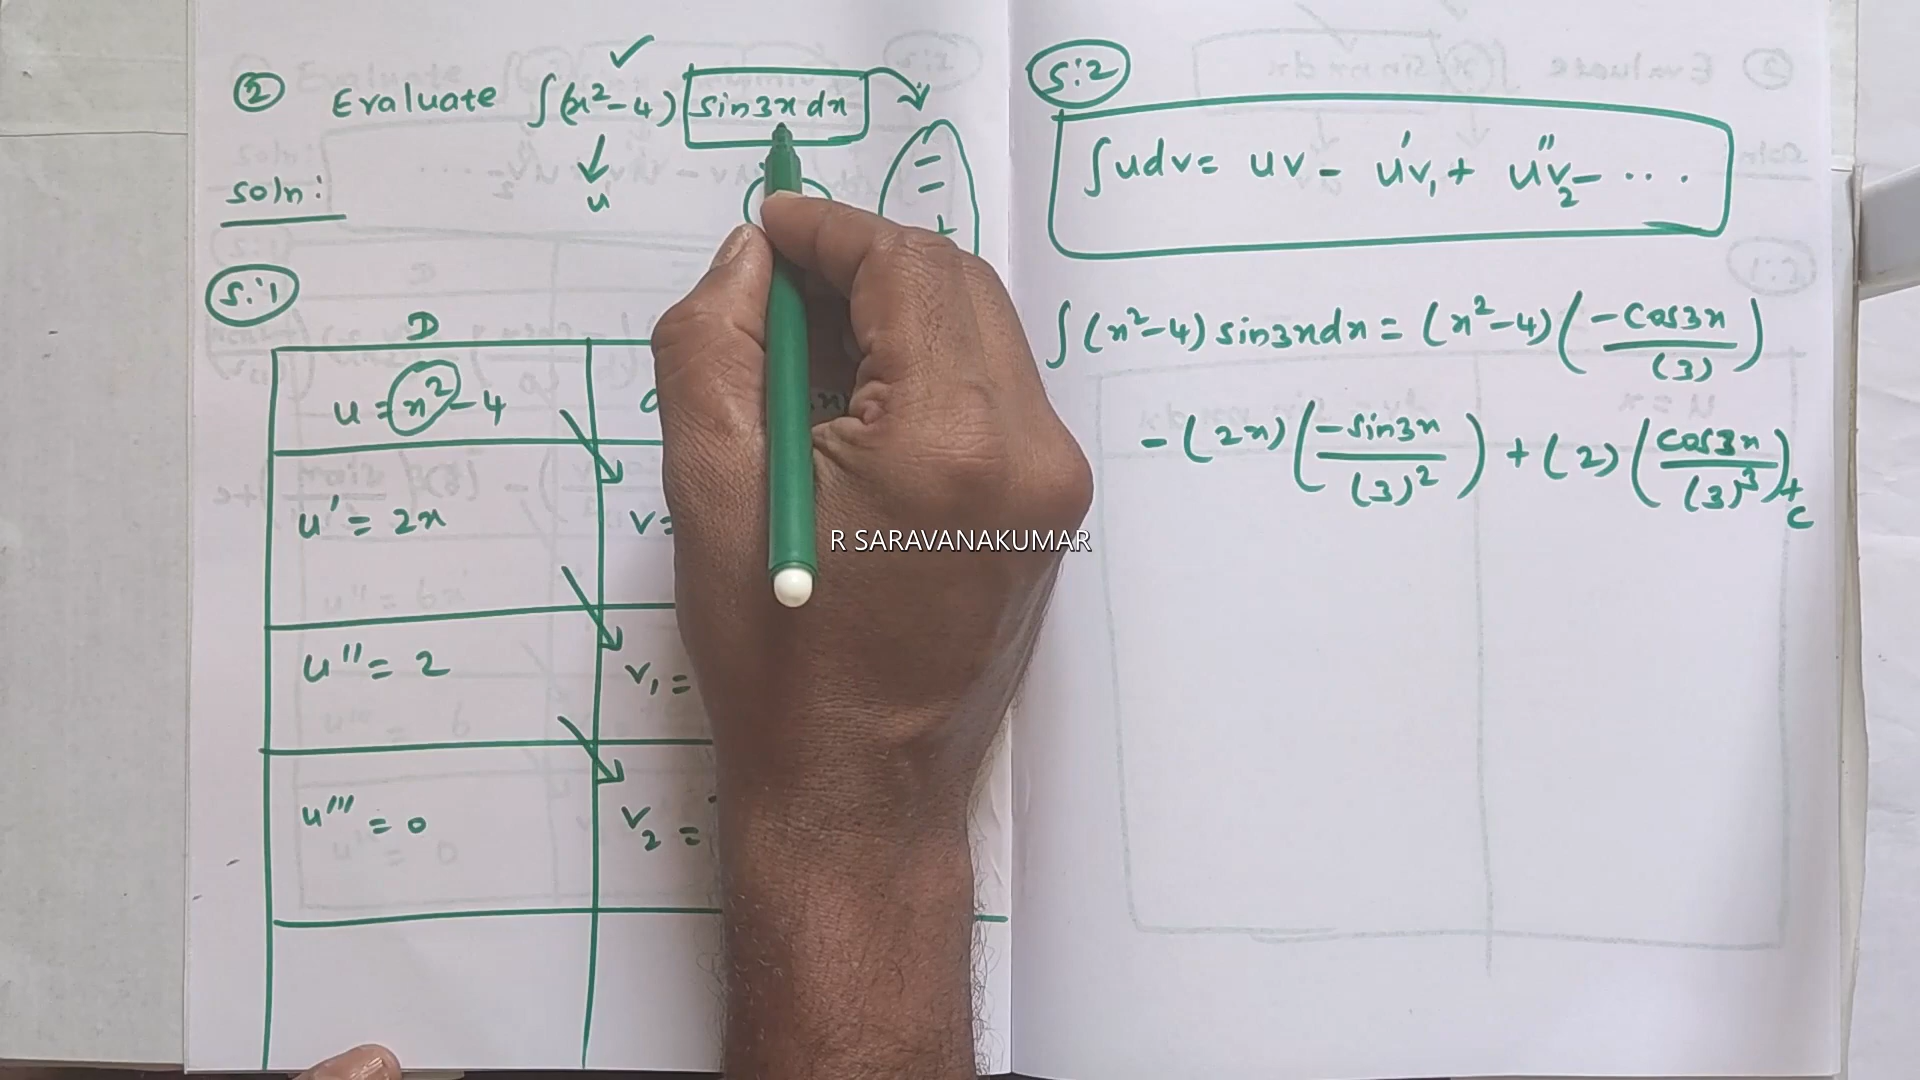 ② Evaluate ∫(x²-4) sin3x dx
u
soln:
S:1
D
u = x²-4
u' = 2x
v=
u'' = 2
v₁ =
u''' = 0
v₂ =
S:2
∫udv = uv - u'v₁ + u''v₂ - ....
∫(x²-4) sin3x dx = (x²-4)(-cos3x/(3))
-(2x)(-sin3x/(3)²) + (2)(cos3x/(3)³) + c
R SARAVANAKUMAR